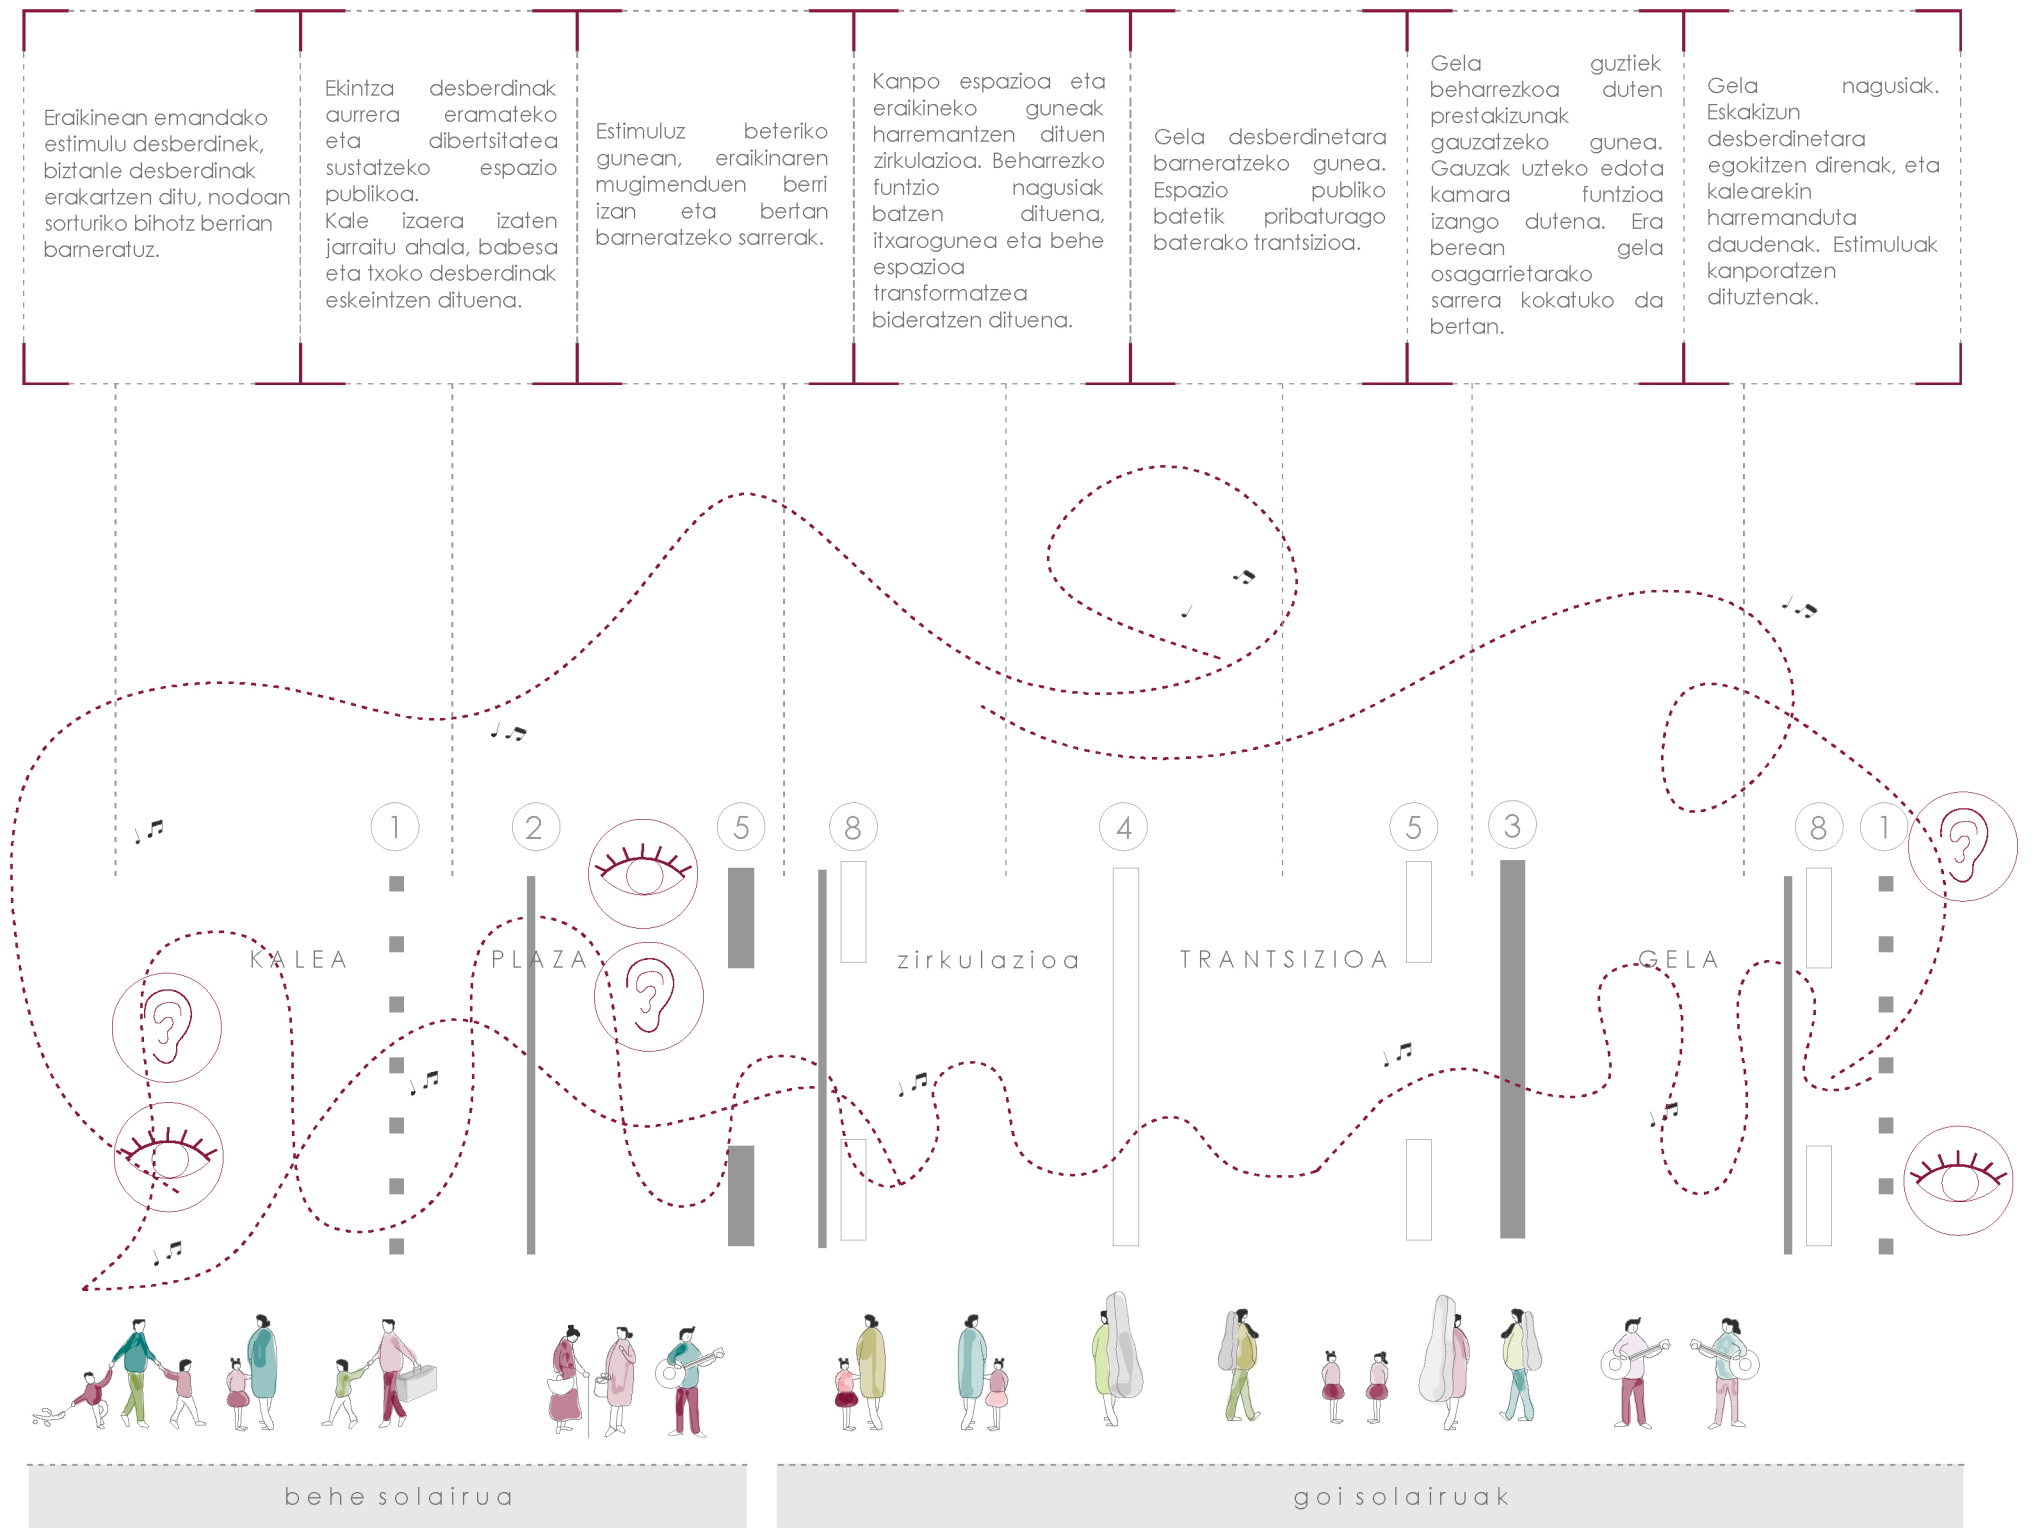 Eraikinean emandako
estimulu desberdinek,
biztanle desberdinak
erakartzen ditu, nodoan
sorturiko bihotz berrian
barneratuz.
Ekintza desberdinak
aurrera eramateko
eta dibertsitatea
sustatzeko espazio
publikoa.
Kale izaera izaten
jarraitu ahala, babesa
eta txoko desberdinak
eskeintzen dituena.
Estimuluz beteriko
gunean, eraikinaren
mugimenduen berri
izan eta bertan
barneratzeko sarrerak.
Kanpo espazioa eta
eraikineko guneak
harremantzen dituen
zirkulazioa. Beharrezko
funtzio nagusiak
batzen dituena,
itxarogunea eta behe
espazioa
transformatzea
bideratzen dituena.
Gela desberdinetara
barneratzeko gunea.
Espazio publiko
batetik pribaturago
baterako trantsizioa.
Gela guztiek
beharrezkoa duten
prestakizunak
gauzatzeko gunea.
Gauzak uzteko edota
kamara funtzioa
izango dutena. Era
berean gela
osagarrietarako
sarrera kokatuko da
bertan.
Gela nagusiak.
Eskakizun
desberdinetara
egokitzen direnak, eta
kalearekin
harremanduta
daudenak. Estimuluak
kanporatzen
dituztenak.
1 2 5 8 4 5 3 8 1
KALEA PLAZA zirkulazioa TRANTSIZIOA GELA
behe solairua goi solairuak